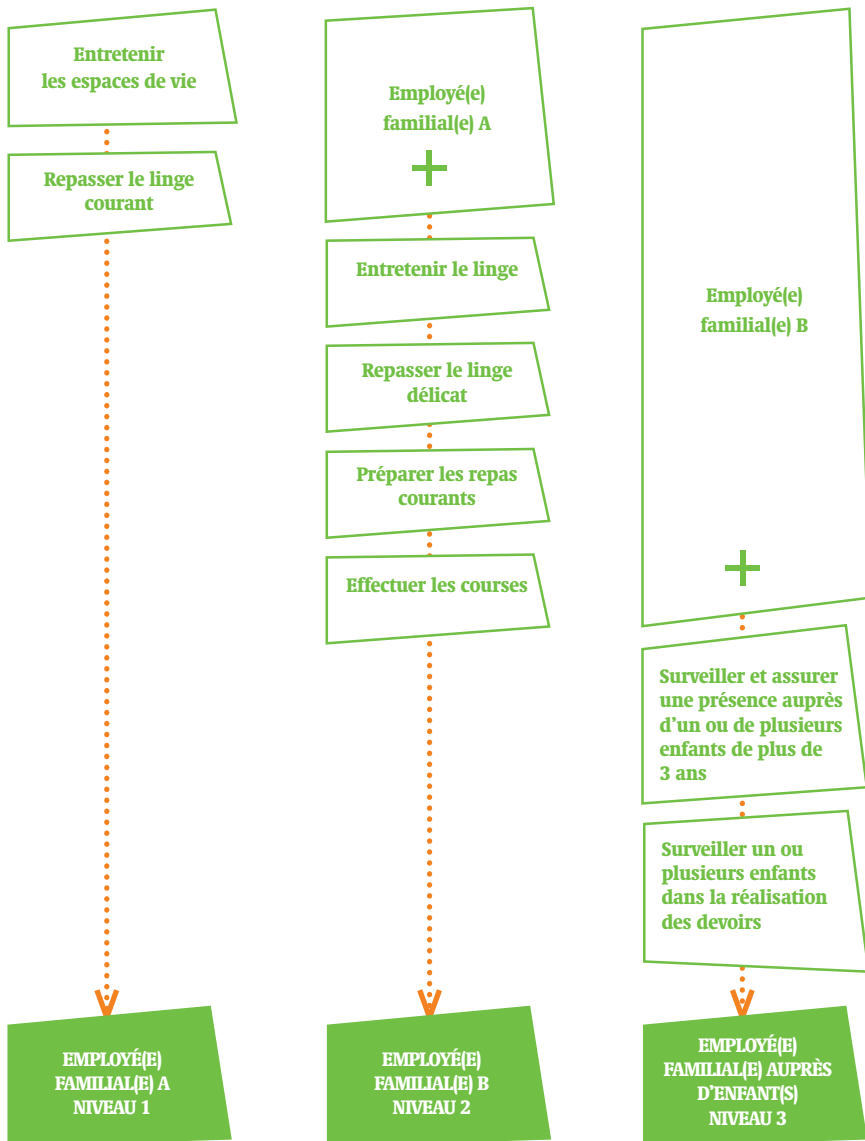 Entretenir
les espaces de vie
Repasser le linge
courant
EMPLOYÉ(E)
FAMILIAL(E) A
NIVEAU 1
Employé(e)
familial(e) A
+
Entretenir le linge
Repasser le linge
délicat
Préparer les repas
courants
Effectuer les courses
EMPLOYÉ(E)
FAMILIAL(E) B
NIVEAU 2
Employé(e)
familial(e) B
+
Surveiller et assurer
une présence auprès
d'un ou de plusieurs
enfants de plus de
3 ans
Surveiller un ou
plusieurs enfants
dans la réalisation
des devoirs
EMPLOYÉ(E)
FAMILIAL(E) AUPRÈS
D'ENFANT(S)
NIVEAU 3